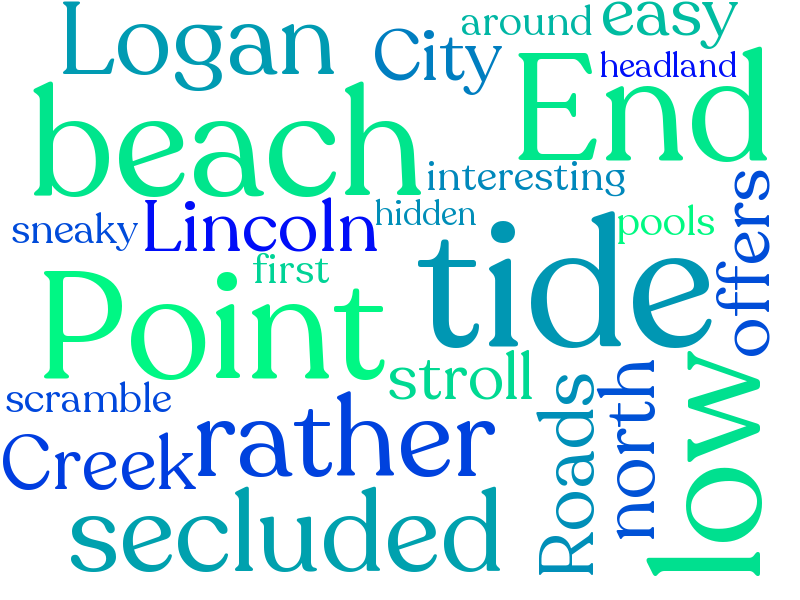 around
easy
Logan
City
headland
End
beach
interesting
offers
sneaky
Lincoln
hidden
pools
tide
first
Point
stroll
low
north
Roads
scramble
rather
Creek
secluded